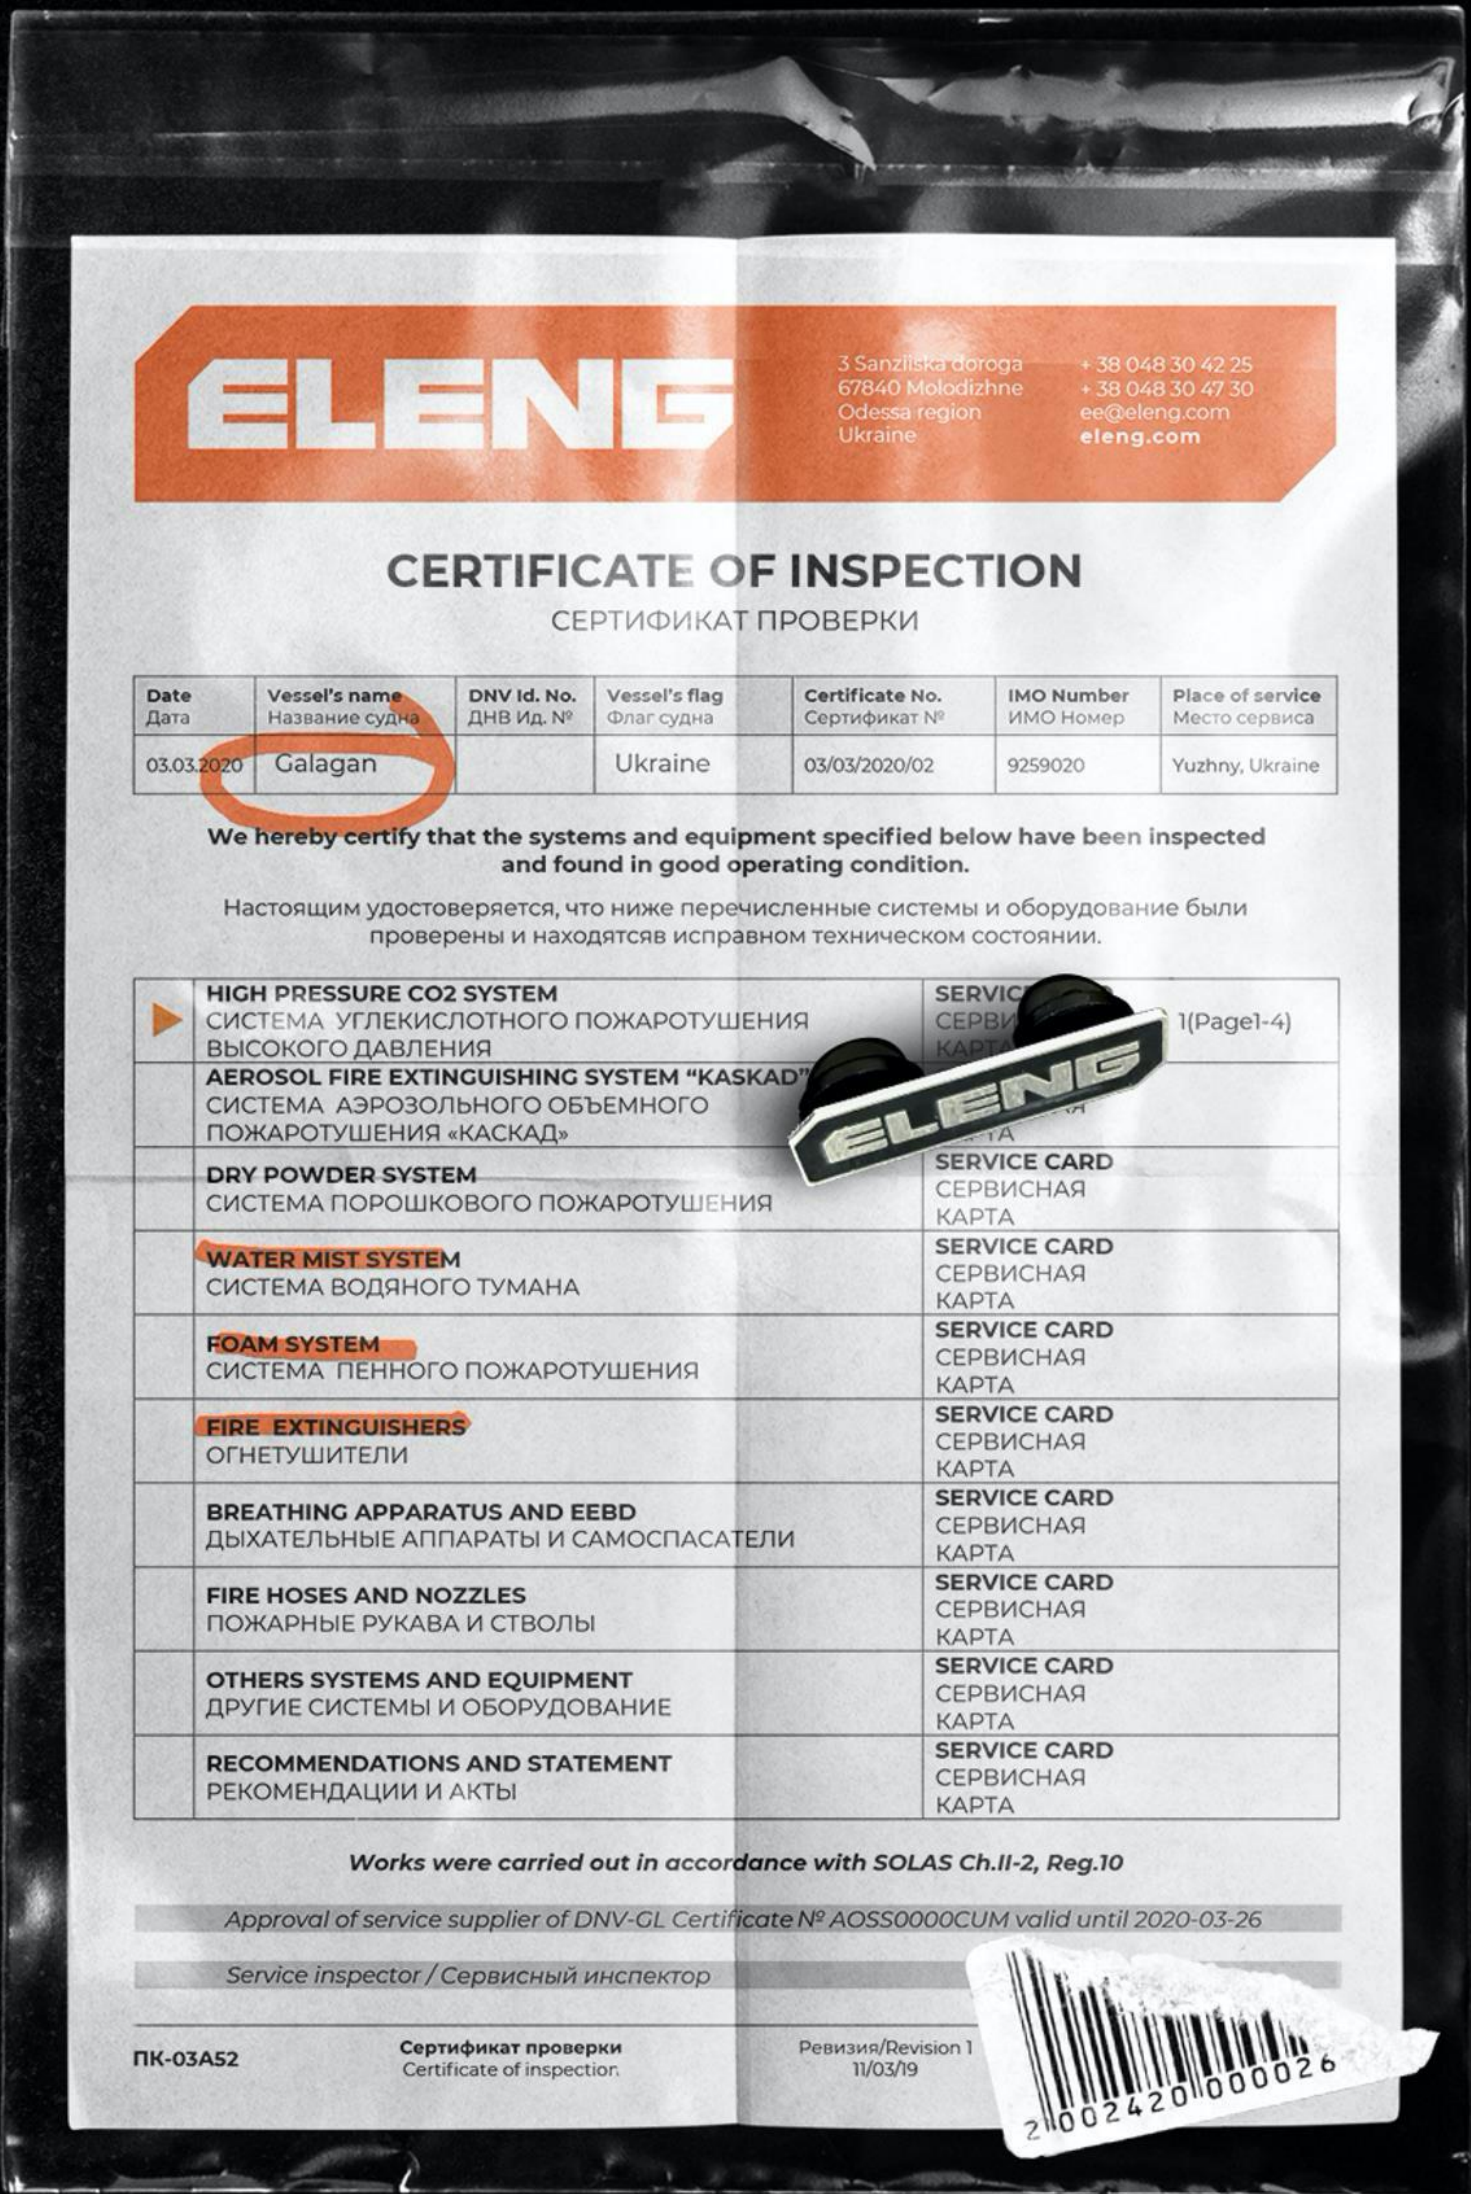 ELENG
3 Sanziiska doroga
67840 Molodizhne
Odessa region
Ukraine
+ 38 048 30 42 25
+ 38 048 30 47 30
ee@eleng.com
eleng.com
CERTIFICATE OF INSPECTION
СЕРТИФИКАТ ПРОВЕРКИ
Date
Дата
Vessel's name
Название судна
DNV Id. No.
ДНВ Ид. №
Vessel's flag
Флаг судна
Certificate No.
Сертификат №
IMO Number
ИМО Номер
Place of service
Место сервиса
03.03.2020 Galagan Ukraine 03/03/2020/02 9259020 Yuzhny, Ukraine
We hereby certify that the systems and equipment specified below have been inspected
and found in good operating condition.
Настоящим удостоверяется, что ниже перечисленные системы и оборудование были
проверены и находятсяв исправном техническом состоянии.
HIGH PRESSURE CO2 SYSTEM
СИСТЕМА УГЛЕКИСЛОТНОГО ПОЖАРОТУШЕНИЯ
ВЫСОКОГО ДАВЛЕНИЯ
1(Page1-4)
AEROSOL FIRE EXTINGUISHING SYSTEM “KASKAD”
СИСТЕМА АЭРОЗОЛЬНОГО ОБЪЕМНОГО
ПОЖАРОТУШЕНИЯ «КАСКАД»
ELENG
DRY POWDER SYSTEM
СИСТЕМА ПОРОШКОВОГО ПОЖАРОТУШЕНИЯ
SERVICE CARD
СЕРВИСНАЯ
КАРТА
WATER MIST SYSTEM
СИСТЕМА ВОДЯНОГО ТУМАНА
SERVICE CARD
СЕРВИСНАЯ
КАРТА
FOAM SYSTEM
СИСТЕМА ПЕННОГО ПОЖАРОТУШЕНИЯ
SERVICE CARD
СЕРВИСНАЯ
КАРТА
FIRE EXTINGUISHERS
ОГНЕТУШИТЕЛИ
SERVICE CARD
СЕРВИСНАЯ
КАРТА
BREATHING APPARATUS AND EEBD
ДЫХАТЕЛЬНЫЕ АППАРАТЫ И САМОСПАСАТЕЛИ
SERVICE CARD
СЕРВИСНАЯ
КАРТА
FIRE HOSES AND NOZZLES
ПОЖАРНЫЕ РУКАВА И СТВОЛЫ
SERVICE CARD
СЕРВИСНАЯ
КАРТА
OTHERS SYSTEMS AND EQUIPMENT
ДРУГИЕ СИСТЕМЫ И ОБОРУДОВАНИЕ
SERVICE CARD
СЕРВИСНАЯ
КАРТА
RECOMMENDATIONS AND STATEMENT
РЕКОМЕНДАЦИИ И АКТЫ
SERVICE CARD
СЕРВИСНАЯ
КАРТА
Works were carried out in accordance with SOLAS Ch.II-2, Reg.10
Approval of service supplier of DNV-GL Certificate № AOSS0000CUM valid until 2020-03-26
Service inspector / Сервисный инспектор
ПК-03А52
Сертификат проверки
Certificate of inspection.
Ревизия/Revision 1
11/03/19
2 002420 000026